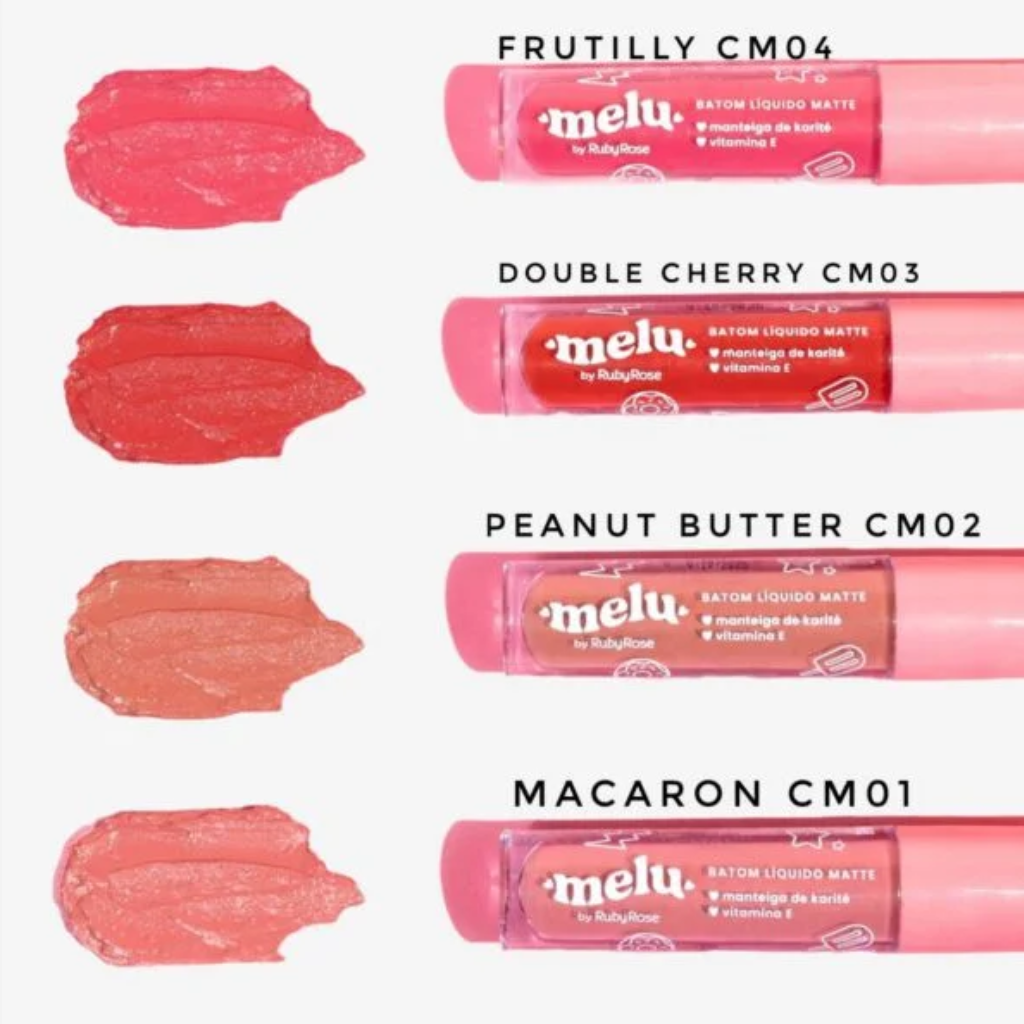 FRUTILLY CM04
melu
BATOM LÍQUIDO MATTE
manteiga de karité
vitamina E
by RubyRose
DOUBLE CHERRY CM03
melu
BATOM LÍQUIDO MATTE
manteiga de karité
vitamina E
by RubyRose
PEANUT BUTTER CM02
melu
BATOM LÍQUIDO MATTE
manteiga de karité
vitamina E
by RubyRose
MACARON CM01
melu
BATOM LÍQUIDO MATTE
manteiga de karité
vitamina E
by RubyRose